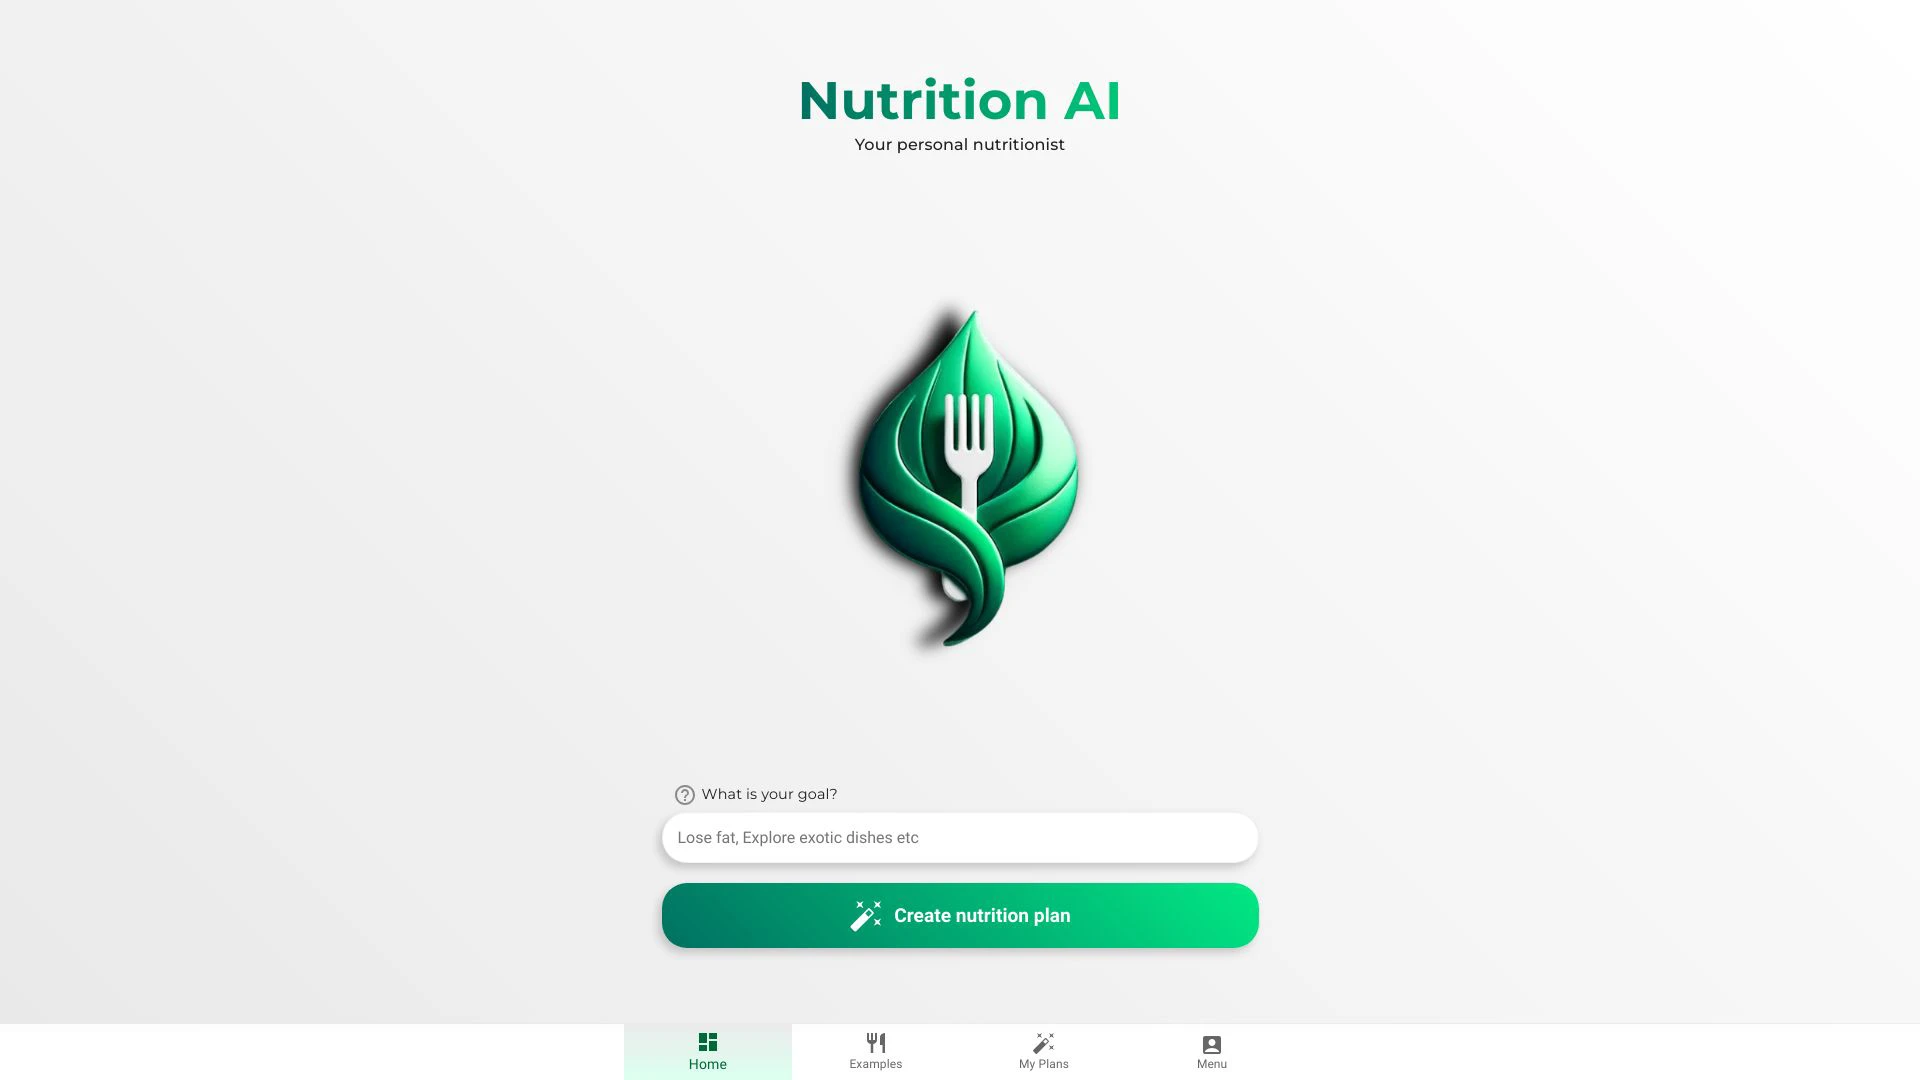 Nutrition AI
Your personal nutritionist
What is your goal?
Lose fat, Explore exotic dishes etc
Create nutrition plan
Home
Examples
My Plans
Menu